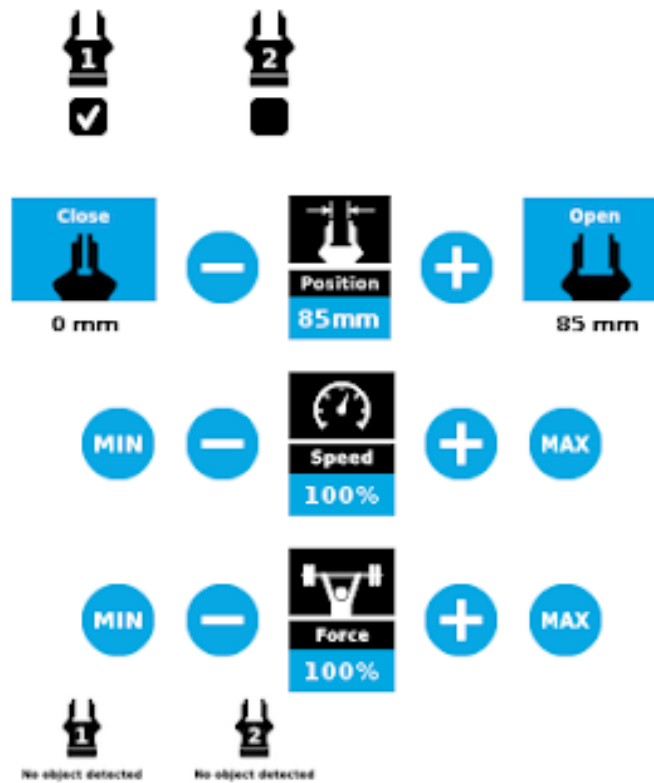 1 2
Close Open
Position
85mm
0 mm 85 mm
MIN MAX
Speed
100%
MIN MAX
Force
100%
1 2
No object detected No object detected